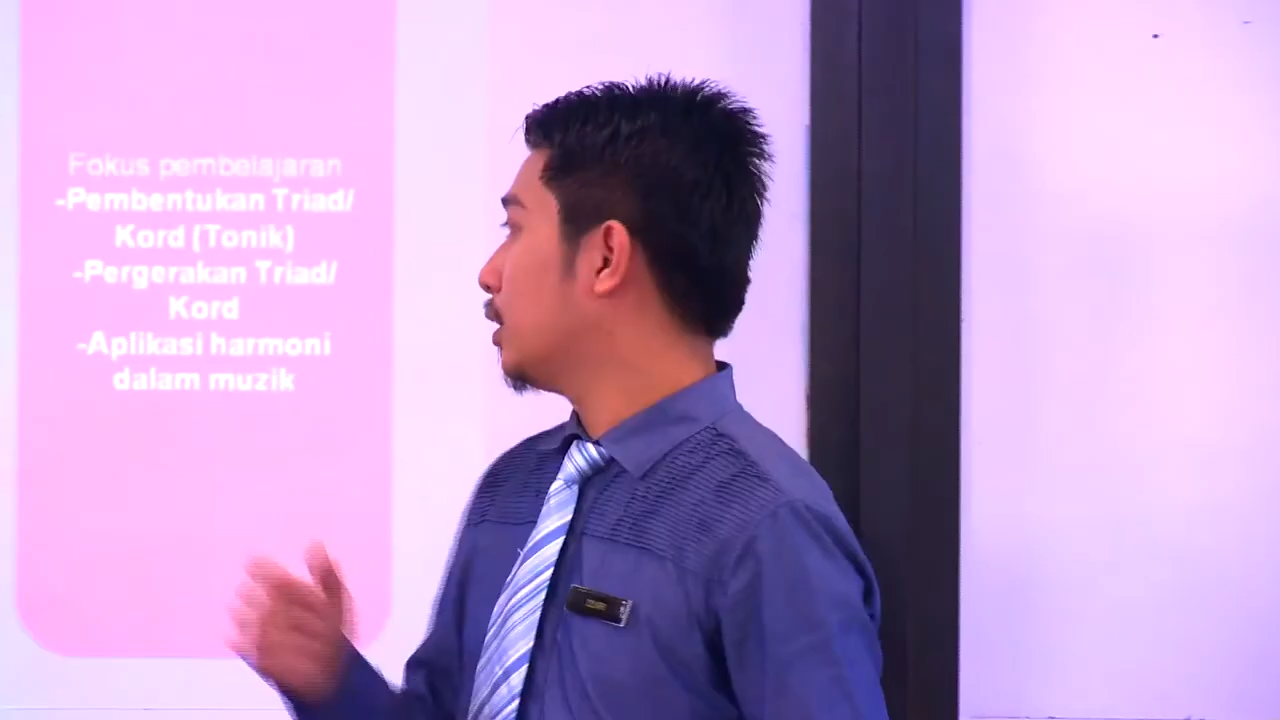 Fokus pembelajaran
-Pembentukan Triad/
Kord (Tonik)
-Pergerakan Triad/
Kord
-Aplikasi harmoni
dalam muzik